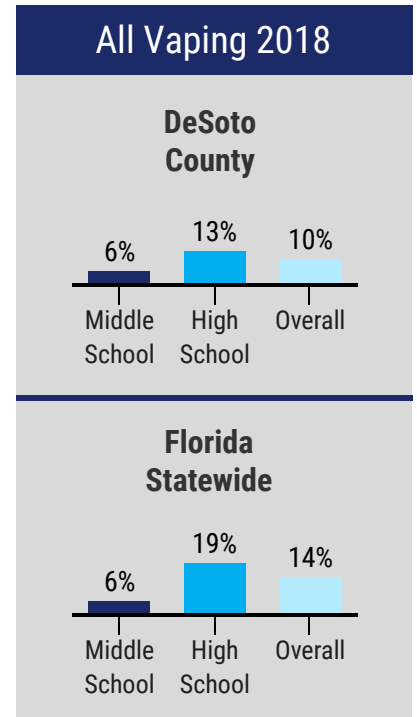 All Vaping 2018
DeSoto
County
6%
13%
10%
Middle
School
High
School
Overall
Florida
Statewide
6%
19%
14%
Middle
School
High
School
Overall